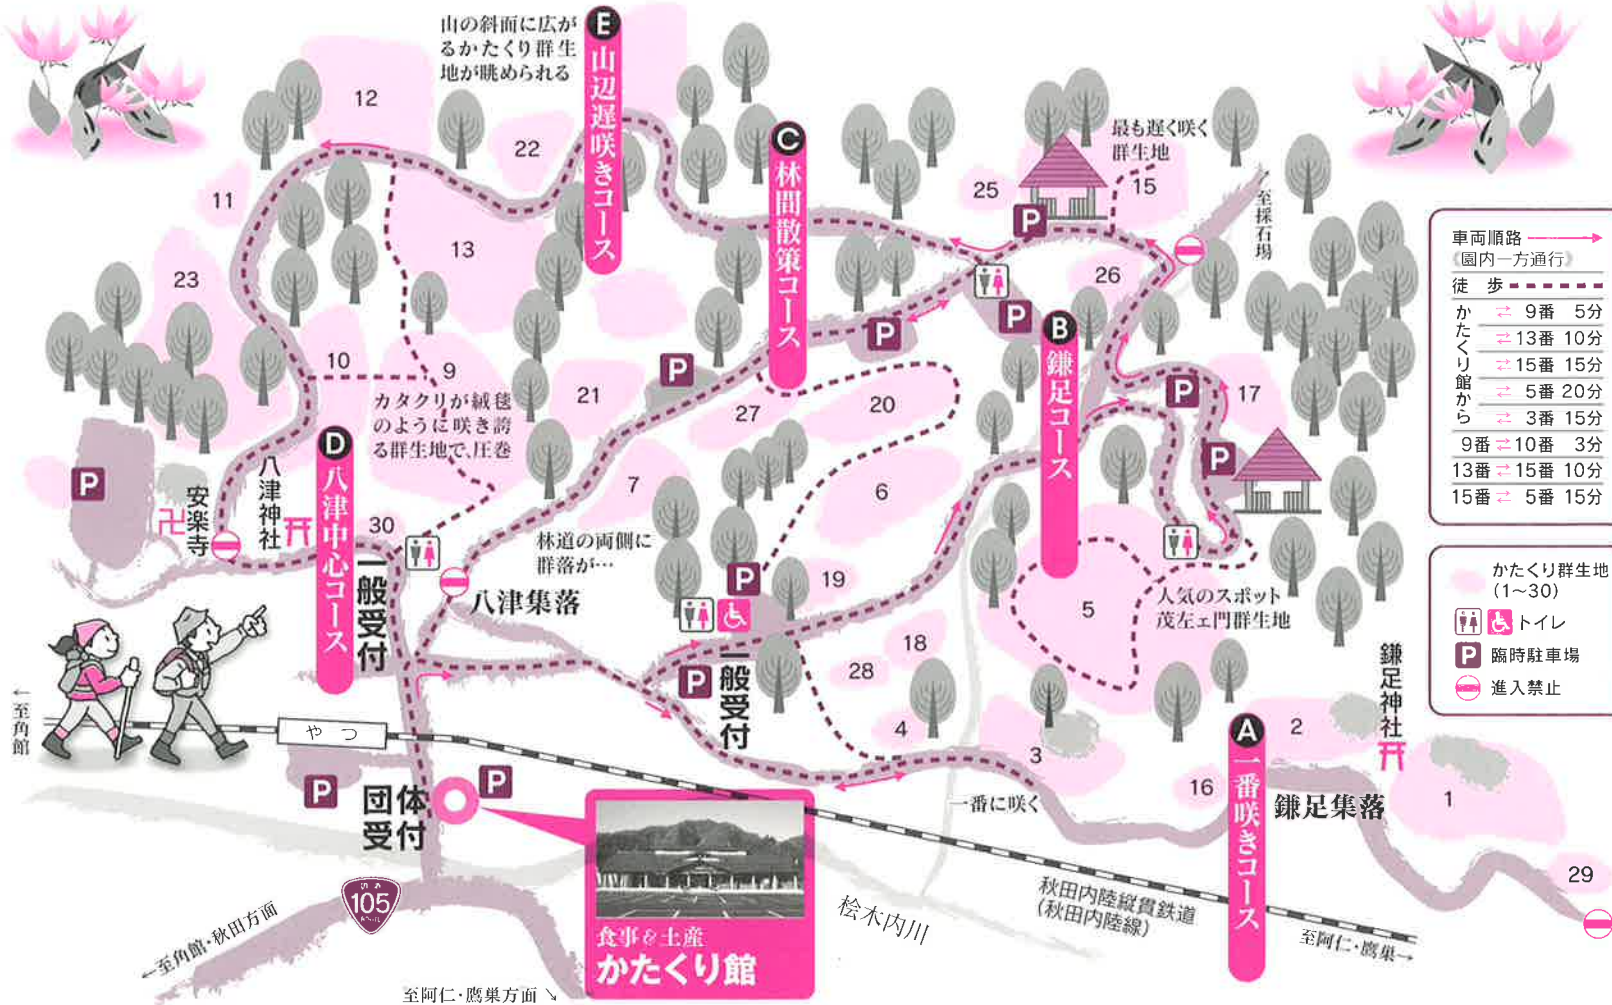 山の斜面に広が
るかたくり群生
地が眺められる
E
山辺遅咲きコース
C
林間散策コース
最も遅く咲く
群生地
至採石場
B
鎌足コース
D
八津中心コース
A
一番咲きコース
12
22
11
13
23
10
9
25
15
26
17
21
27
20
7
6
19
5
18
28
4
3
2
16
1
29
30
カタクリが絨毯
のように咲き誇
る群生地で、圧巻
P
P
P
P
P
P
P
P
P
P
P
安楽寺
八津神社
一般受付
林道の両側に
群落が…
八津集落
一般受付
人気のスポット
茂左ェ門群生地
鎌足神社
鎌足集落
一番に咲く
←至角館
やつ
団体
受付
105
←至角館・秋田方面
至阿仁・鷹巣方面↘
食事&土産
かたくり館
桧木内川
秋田内陸縦貫鉄道
(秋田内陸線)
至阿仁・鷹巣→
車両順路
《園内一方通行》
徒歩
かたくり館から
⇄ 9番 5分
⇄ 13番 10分
⇄ 15番 15分
⇄ 5番 20分
⇄ 3番 15分
9番 ⇄ 10番 3分
13番 ⇄ 15番 10分
15番 ⇄ 5番 15分
かたくり群生地
(1〜30)
トイレ
P 臨時駐車場
進入禁止